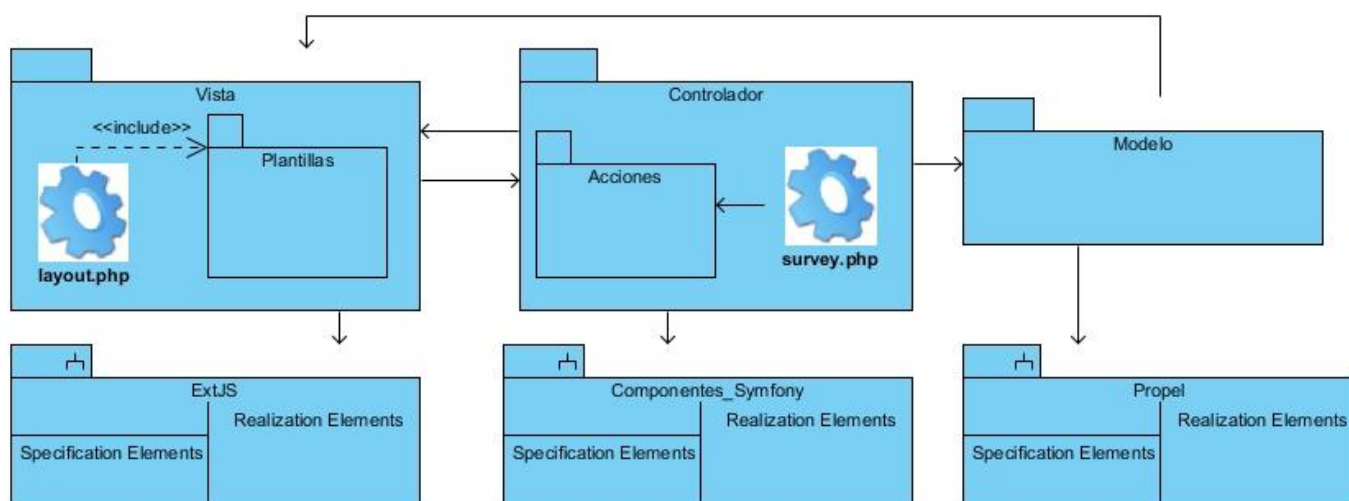 Vista
<<include>>
Plantillas
layout.php
Controlador
Acciones
survey.php
Modelo
ExtJS
Realization Elements
Specification Elements
Componentes_Symfony
Realization Elements
Specification Elements
Propel
Realization Elements
Specification Elements